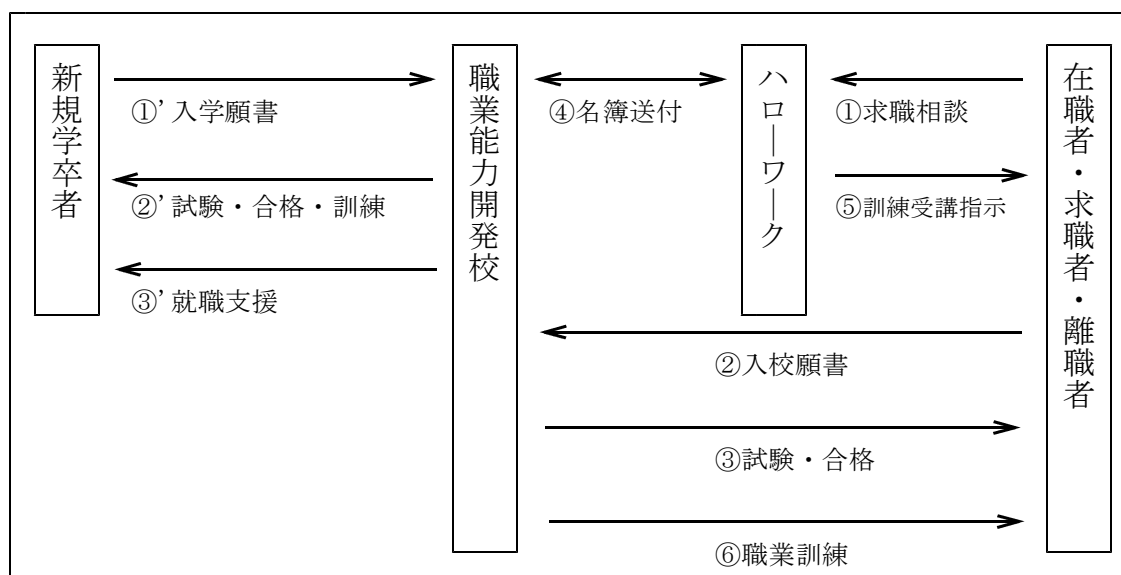 新規学卒者
職業能力開発校
ハローワーク
在職者・求職者・離職者
①’入学願書
④名簿送付
①求職相談
②’試験・合格・訓練
⑤訓練受講指示
③’就職支援
②入校願書
③試験・合格
⑥職業訓練